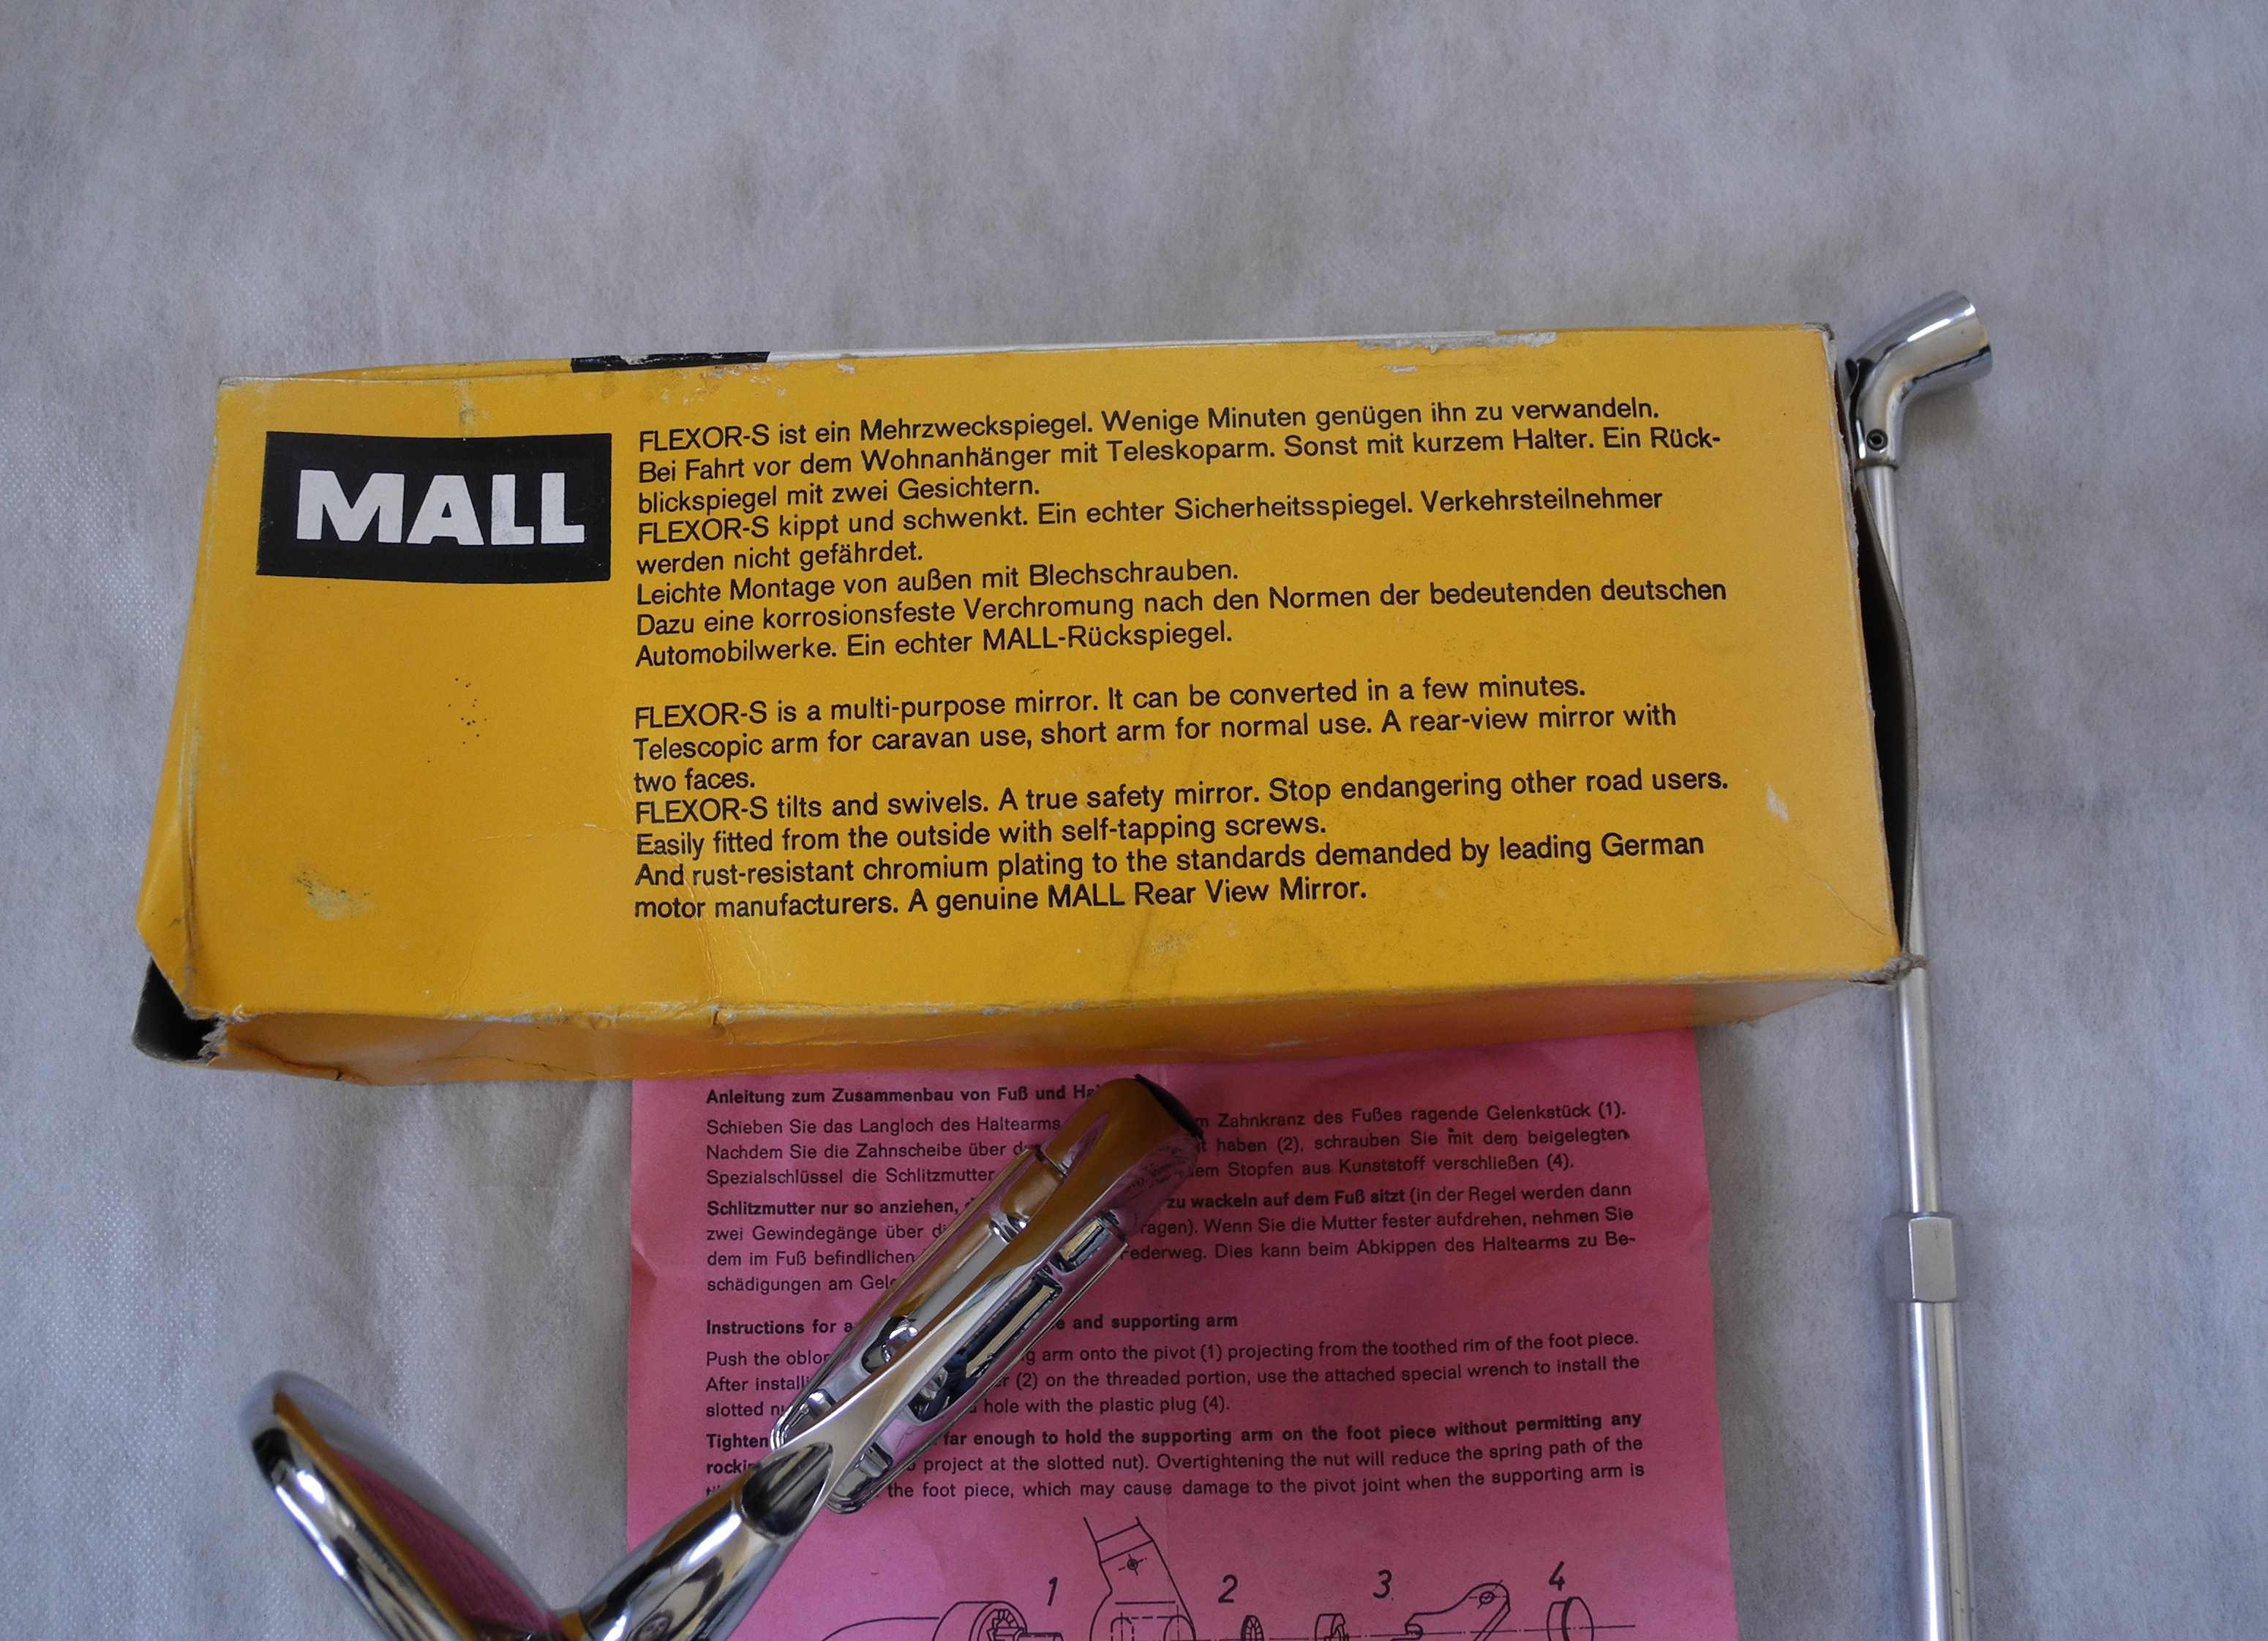 MALL
FLEXOR-S ist ein Mehrzweckspiegel. Wenige Minuten genügen ihn zu verwandeln.
Bei Fahrt vor dem Wohnanhänger mit Teleskoparm. Sonst mit kurzem Halter. Ein Rück-
blickspiegel mit zwei Gesichtern.
FLEXOR-S kippt und schwenkt. Ein echter Sicherheitsspiegel. Verkehrsteilnehmer
werden nicht gefährdet.
Leichte Montage von außen mit Blechschrauben.
Dazu eine korrosionsfeste Verchromung nach den Normen der bedeutenden deutschen
Automobilwerke. Ein echter MALL-Rückspiegel.
FLEXOR-S is a multi-purpose mirror. It can be converted in a few minutes.
Telescopic arm for caravan use, short arm for normal use. A rear-view mirror with
two faces.
FLEXOR-S tilts and swivels. A true safety mirror. Stop endangering other road users.
Easily fitted from the outside with self-tapping screws.
And rust-resistant chromium plating to the standards demanded by leading German
motor manufacturers. A genuine MALL Rear View Mirror.
Anleitung zum Zusammenbau von Fuß und
Schieben Sie das Langloch des Haltearms Zahnkranz des Fußes ragende Gelenkstück (1).
Nachdem Sie die Zahnscheibe über haben (2), schrauben Sie mit dem beigelegten
Spezialschlüssel die Schlitzmutter Stopfen aus Kunststoff verschließen (4).
Schlitzmutter nur so anziehen, zu wackeln auf dem Fuß sitzt (in der Regel werden dann
zwei Gewindegänge über ragen). Wenn Sie die Mutter fester aufdrehen, nehmen Sie
dem im Fuß befindlichen Federweg. Dies kann beim Abkippen des Haltearms zu Be-
schädigungen am
Instructions for and supporting arm
Push the arm onto the pivot (1) projecting from the toothed rim of the foot piece.
After (2) on the threaded portion, use the attached special wrench to install the
slotted hole with the plastic plug (4).
Tighten far enough to hold the supporting arm on the foot piece without permitting any
project at the slotted nut). Overtightening the nut will reduce the spring path of the
the foot piece, which may cause damage to the pivot joint when the supporting arm is
1 2 3 4